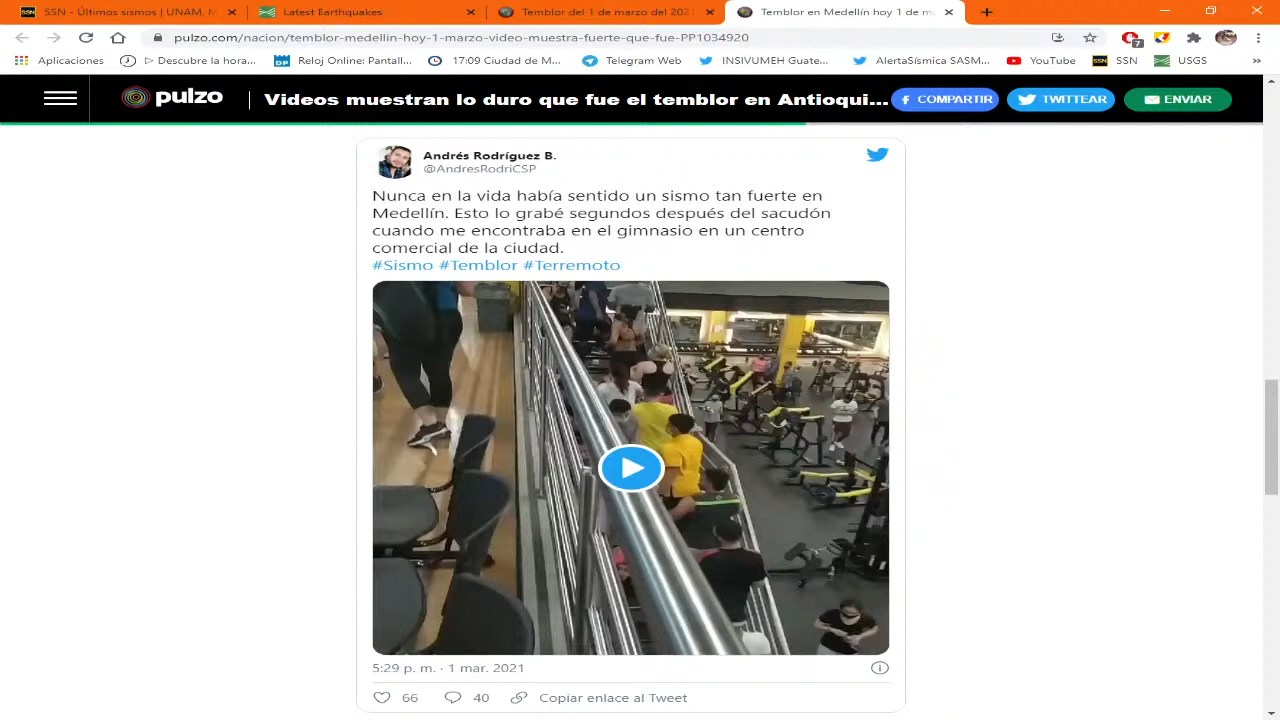 SSN - Últimos sismos | UNAM, M
Latest Earthquakes
Temblor del 1 de marzo del 202
Temblor en Medellín hoy 1 de m
pulzo.com/nacion/temblor-medellin-hoy-1-marzo-video-muestra-fuerte-que-fue-PP1034920
7
Aplicaciones
▷ Descubre la hora...
DP
Reloj Online: Pantall...
17:09 Ciudad de M...
Telegram Web
INSIVUMEH Guate...
AlertaSísmica SASM...
YouTube
SSN
SSN
USGS
»
pulzo
Videos muestran lo duro que fue el temblor en Antioqui...
COMPARTIR
TWITTEAR
ENVIAR
Andrés Rodríguez B.
@AndresRodriCSP
Nunca en la vida había sentido un sismo tan fuerte en
Medellín. Esto lo grabé segundos después del sacudón
cuando me encontraba en el gimnasio en un centro
comercial de la ciudad.
#Sismo #Temblor #Terremoto
5:29 p. m. · 1 mar. 2021
66
40
Copiar enlace al Tweet